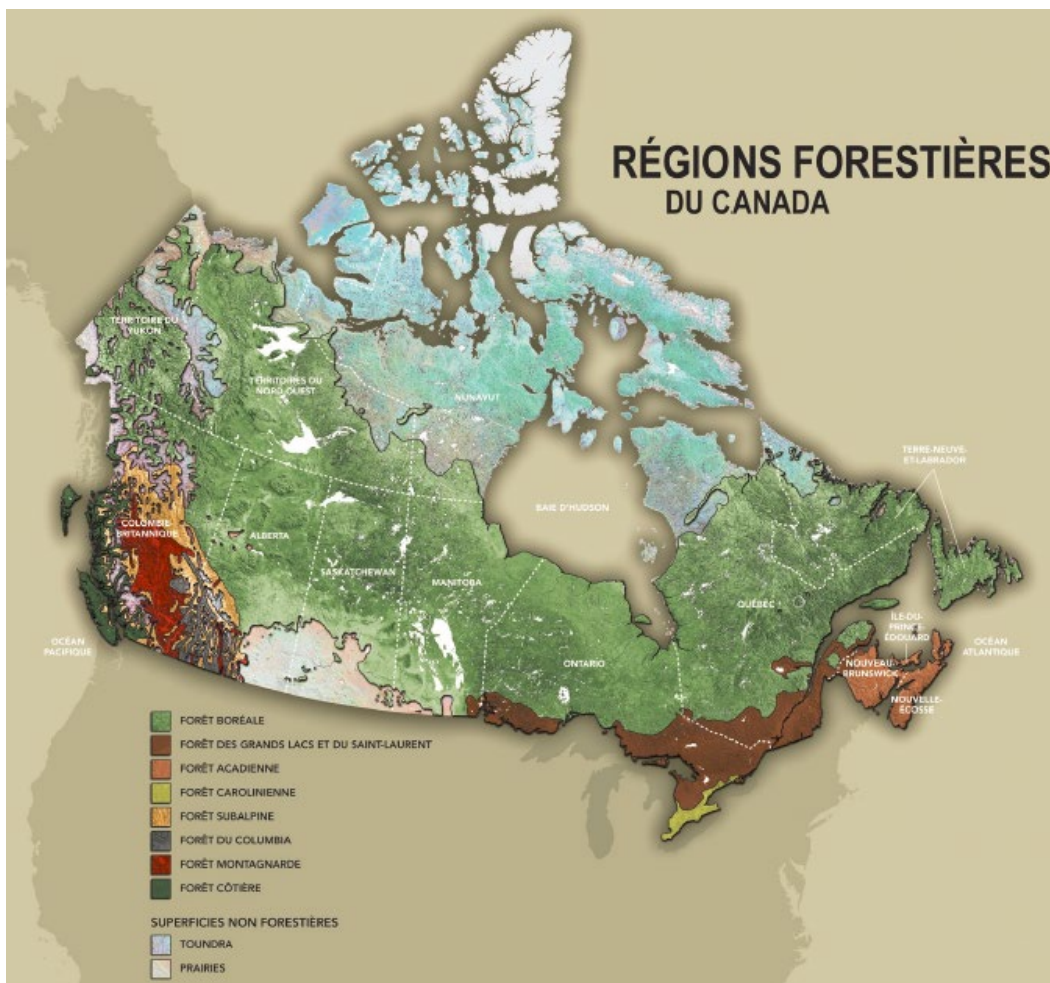 RÉGIONS FORESTIÈRES
DU CANADA
TERRITOIRE DU
YUKON
TERRITOIRES DU
NORD-OUEST
NUNAVUT
TERRE-NEUVE-
ET-LABRADOR
BAIE D'HUDSON
COLOMBIE-
BRITANNIQUE
ALBERTA
SASKATCHEWAN
MANITOBA
QUÉBEC
ÎLE-DU-
PRINCE-
ÉDOUARD
OCÉAN
PACIFIQUE
OCÉAN
ATLANTIQUE
ONTARIO
NOUVEAU-
BRUNSWICK
NOUVELLE-
ÉCOSSE
FORÊT BORÉALE
FORÊT DES GRANDS LACS ET DU SAINT-LAURENT
FORÊT ACADIENNE
FORÊT CAROLINIENNE
FORÊT SUBALPINE
FORÊT DU COLUMBIA
FORÊT MONTAGNARDE
FORÊT CÔTIÈRE
SUPERFICIES NON FORESTIÈRES
TOUNDRA
PRAIRIES